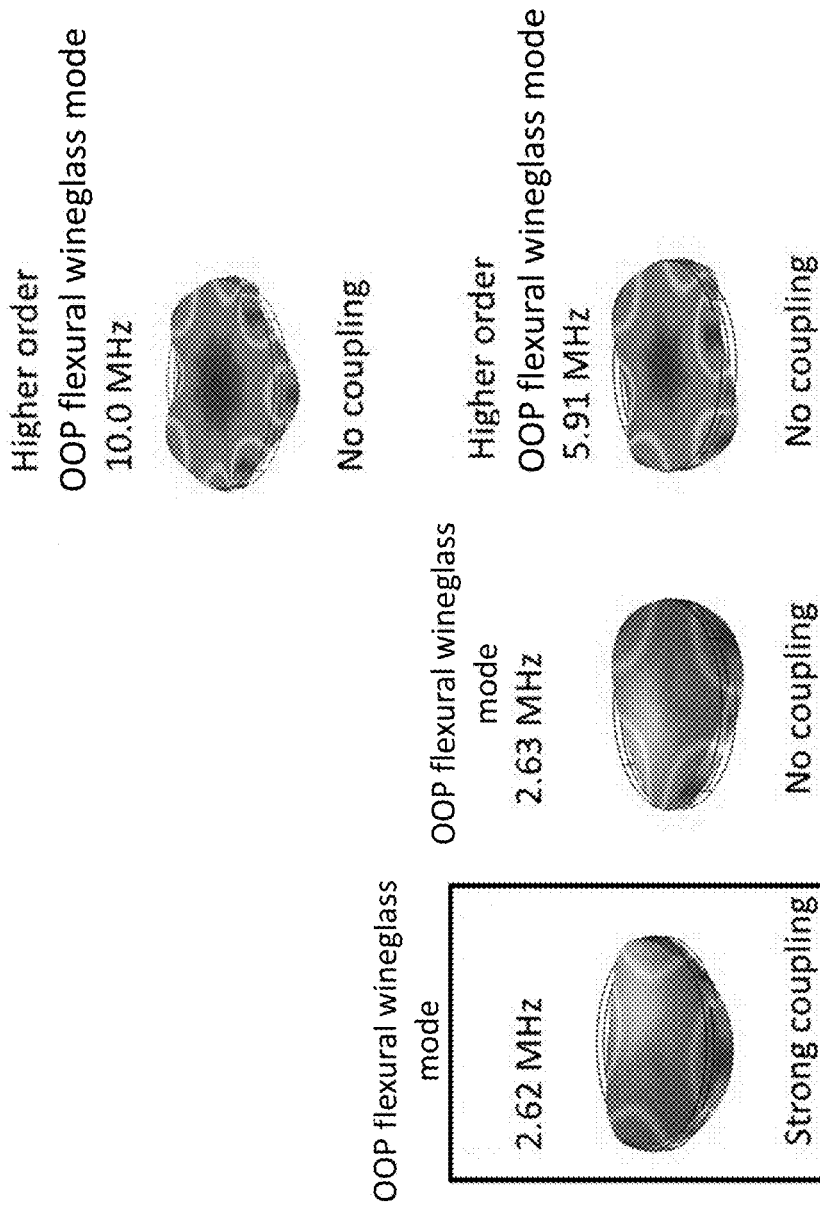 Higher order
OOP flexural wineglass mode
10.0 MHz
No coupling
OOP flexural wineglass
mode
2.62 MHz
Strong coupling
OOP flexural wineglass
mode
2.63 MHz
No coupling
Higher order
OOP flexural wineglass mode
5.91 MHz
No coupling